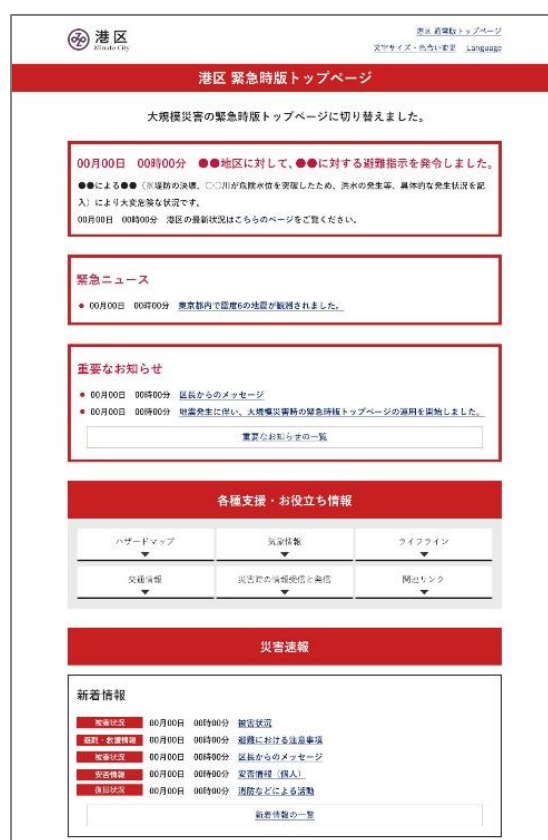 港区
Minato City
港区 通常版トップページ
文字サイズ・色合い変更 Language
港区 緊急時版トップページ
大規模災害の緊急時版トップページに切り替えました。
00月00日 00時00分 ●●地区に対して、●●に対する避難指示を発令しました。
●●による●●（※堤防の決壊、○○川が危険水位を突破したため、洪水の発生等、具体的な発生状況を記
入）により大変危険な状況です。
00月00日 00時00分 港区の最新状況はこちらのページをご覧ください。
緊急ニュース
00月00日 00時00分 東京都内で震度6の地震が観測されました。
重要なお知らせ
00月00日 00時00分 区長からのメッセージ
00月00日 00時00分 地震発生に伴い、大規模災害時の緊急時版トップページの運用を開始しました。
重要なお知らせの一覧
各種支援・お役立ち情報
ハザードマップ
気象情報
ライフライン
交通情報
災害時の情報受信と発信
関連リンク
災害速報
新着情報
被害状況 00月00日 00時00分 被害状況
避難・救護情報 00月00日 00時00分 避難における注意事項
被害状況 00月00日 00時00分 区長からのメッセージ
安否情報 00月00日 00時00分 安否情報（個人）
復旧状況 00月00日 00時00分 消防などによる活動
新着情報の一覧